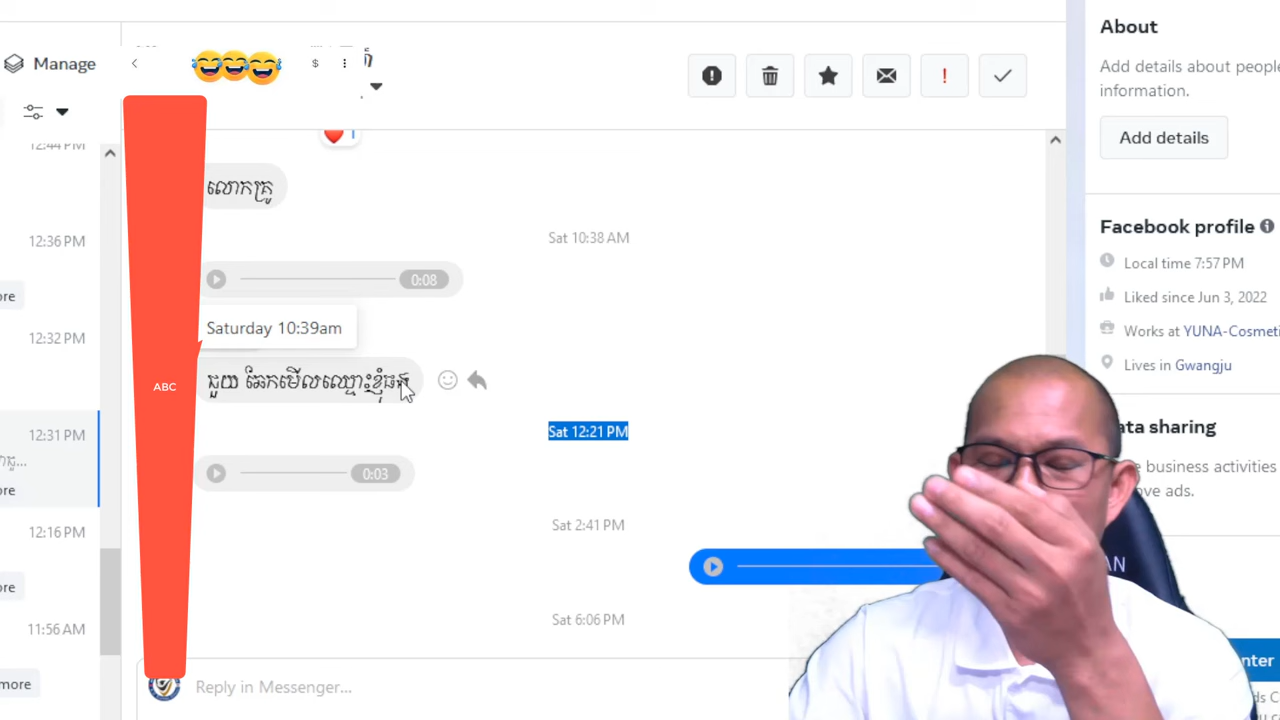 Manage
😂😂😂
$
About
Add details about people
information.
Add details
12:44 PM
1
លោកគ្រូ
12:36 PM
Sat 10:38 AM
Facebook profile
Local time 7:57 PM
0:08
ore
Liked since Jun 3, 2022
Saturday 10:39am
12:32 PM
Works at YUNA-Cosmeti
Lives in Gwangju
ABC
ជួយ ឆែកមើលឈ្មោះខ្ញុំផង
Sat 12:21 PM
ata sharing
12:31 PM
business activities
ove ads.
0:03
ore
Sat 2:41 PM
12:16 PM
AN
ore
Sat 6:06 PM
11:56 AM
nter
more
Reply in Messenger...